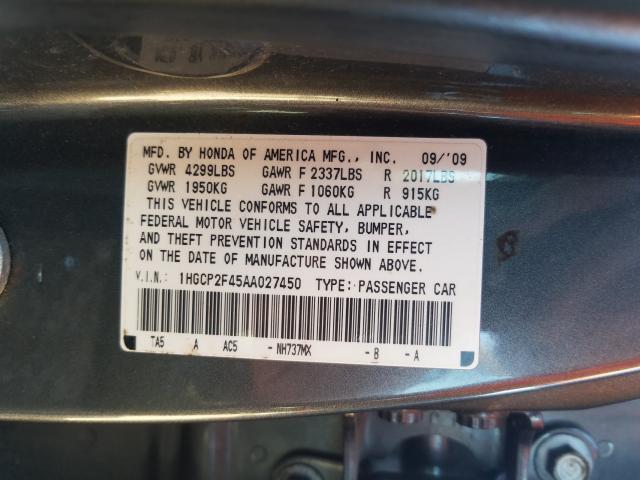 MFD. BY HONDA OF AMERICA MFG., INC. 09/'09
GVWR 4299LBS GAWR F 2337LBS R 2017LBS
GVWR 1950KG GAWR F 1060KG R 915KG
THIS VEHICLE CONFORMS TO ALL APPLICABLE
FEDERAL MOTOR VEHICLE SAFETY, BUMPER,
AND THEFT PREVENTION STANDARDS IN EFFECT
ON THE DATE OF MANUFACTURE SHOWN ABOVE.
V.I.N.: 1HGCP2F45AA027450 TYPE: PASSENGER CAR
TA5 A AC5 -NH737MX -B -A